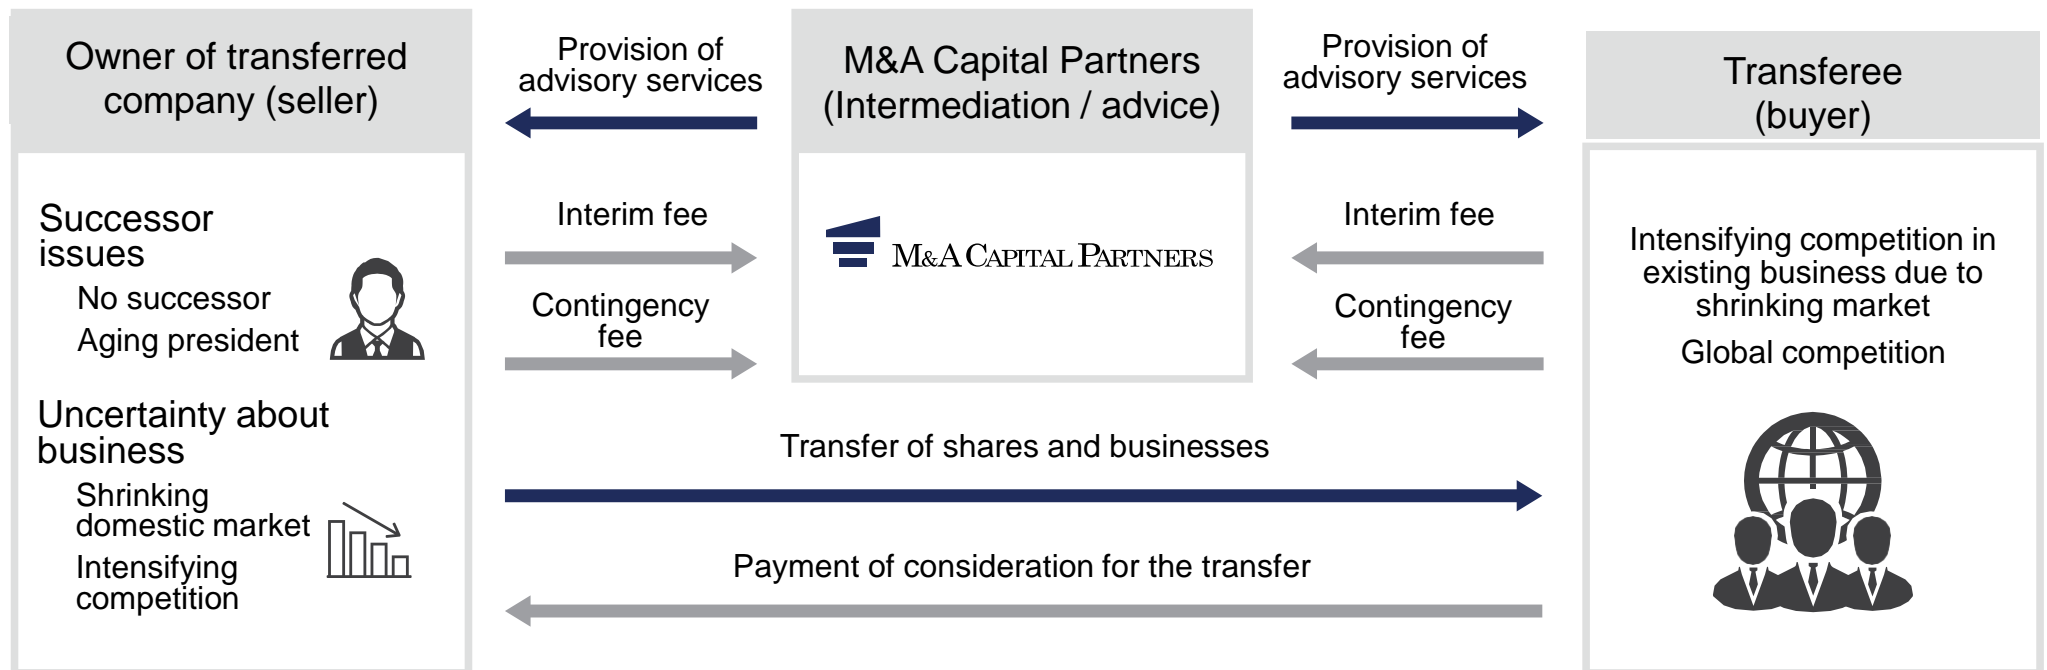 Owner of transferred
company (seller)
Successor
issues
No successor
Aging president
Uncertainty about
business
Shrinking
domestic market
Intensifying
competition
Provision of
advisory services
Interim fee
Contingency
fee
M&A Capital Partners
(Intermediation / advice)
M&A CAPITAL PARTNERS
Provision of
advisory services
Interim fee
Contingency
fee
Transfer of shares and businesses
Payment of consideration for the transfer
Transferee
(buyer)
Intensifying competition in
existing business due to
shrinking market
Global competition